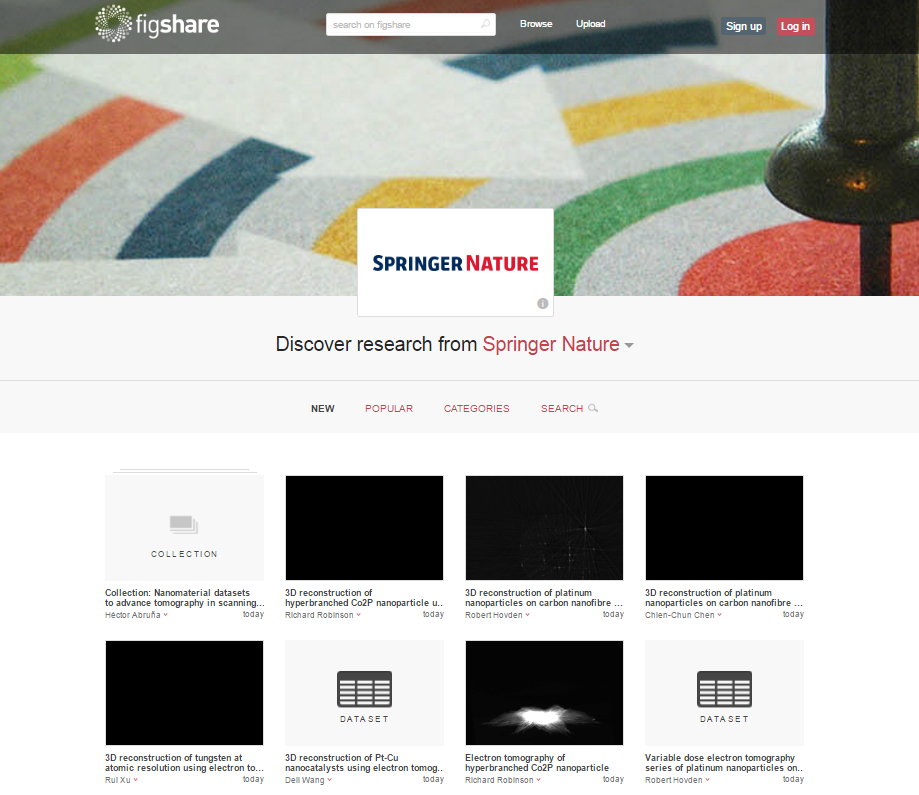 figshare
search on figshare
Browse
Upload
Sign up
Log in
SPRINGER NATURE
Discover research from Springer Nature
NEW
POPULAR
CATEGORIES
SEARCH
COLLECTION
Collection: Nanomaterial datasets
to advance tomography in scanning...
Héctor Abruña
today
3D reconstruction of
hyperbranched Co2P nanoparticle u...
Richard Robinson
today
3D reconstruction of platinum
nanoparticles on carbon nanofibre ...
Robert Hovden
today
3D reconstruction of platinum
nanoparticles on carbon nanofibre ...
Chien-Chun Chen
today
3D reconstruction of tungsten at
atomic resolution using electron to...
Rui Xu
today
DATASET
3D reconstruction of Pt-Cu
nanocatalysts using electron tomog...
Deli Wang
today
Electron tomography of
hyperbranched Co2P nanoparticle
Richard Robinson
today
DATASET
Variable dose electron tomography
series of platinum nanoparticles on...
Robert Hovden
today